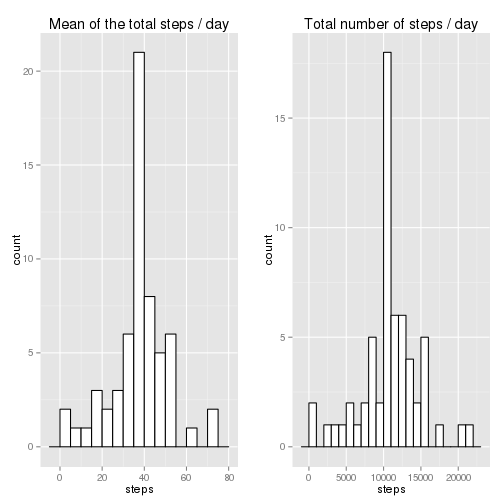 Mean of the total steps / day
20
15
10
5
0
count
0 20 40 60 80
steps
Total number of steps / day
15
10
5
0
count
0 5000 10000 15000 20000
steps